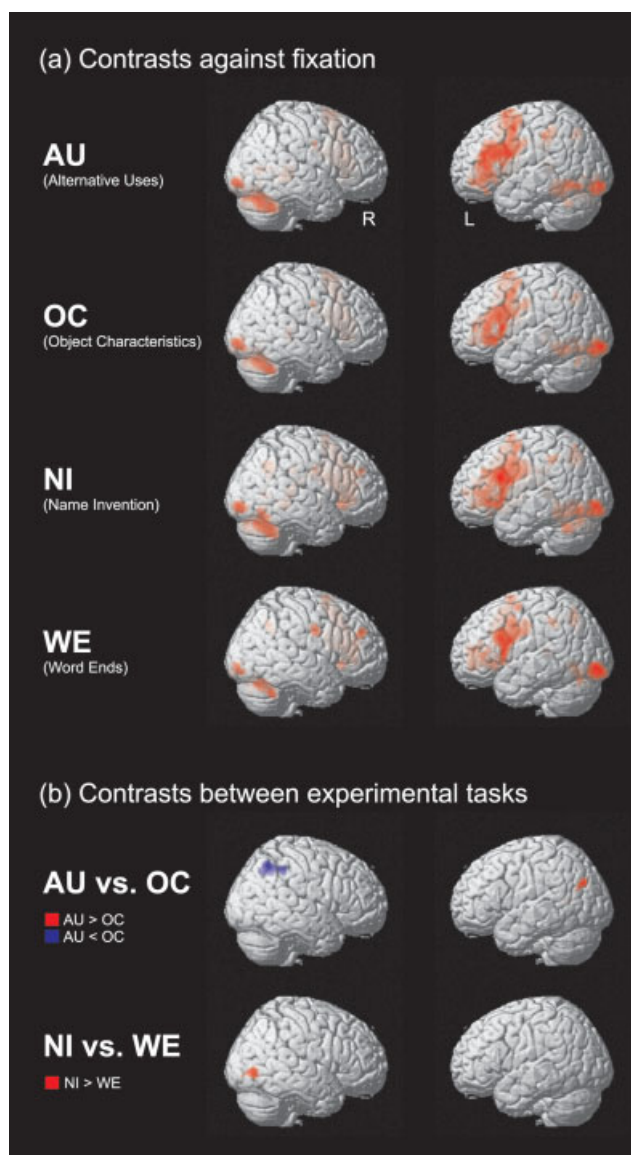 (a) Contrasts against fixation
AU
(Alternative Uses)
R
L
OC
(Object Characteristics)
NI
(Name Invention)
WE
(Word Ends)
(b) Contrasts between experimental tasks
AU vs. OC
AU > OC
AU < OC
NI vs. WE
NI > WE